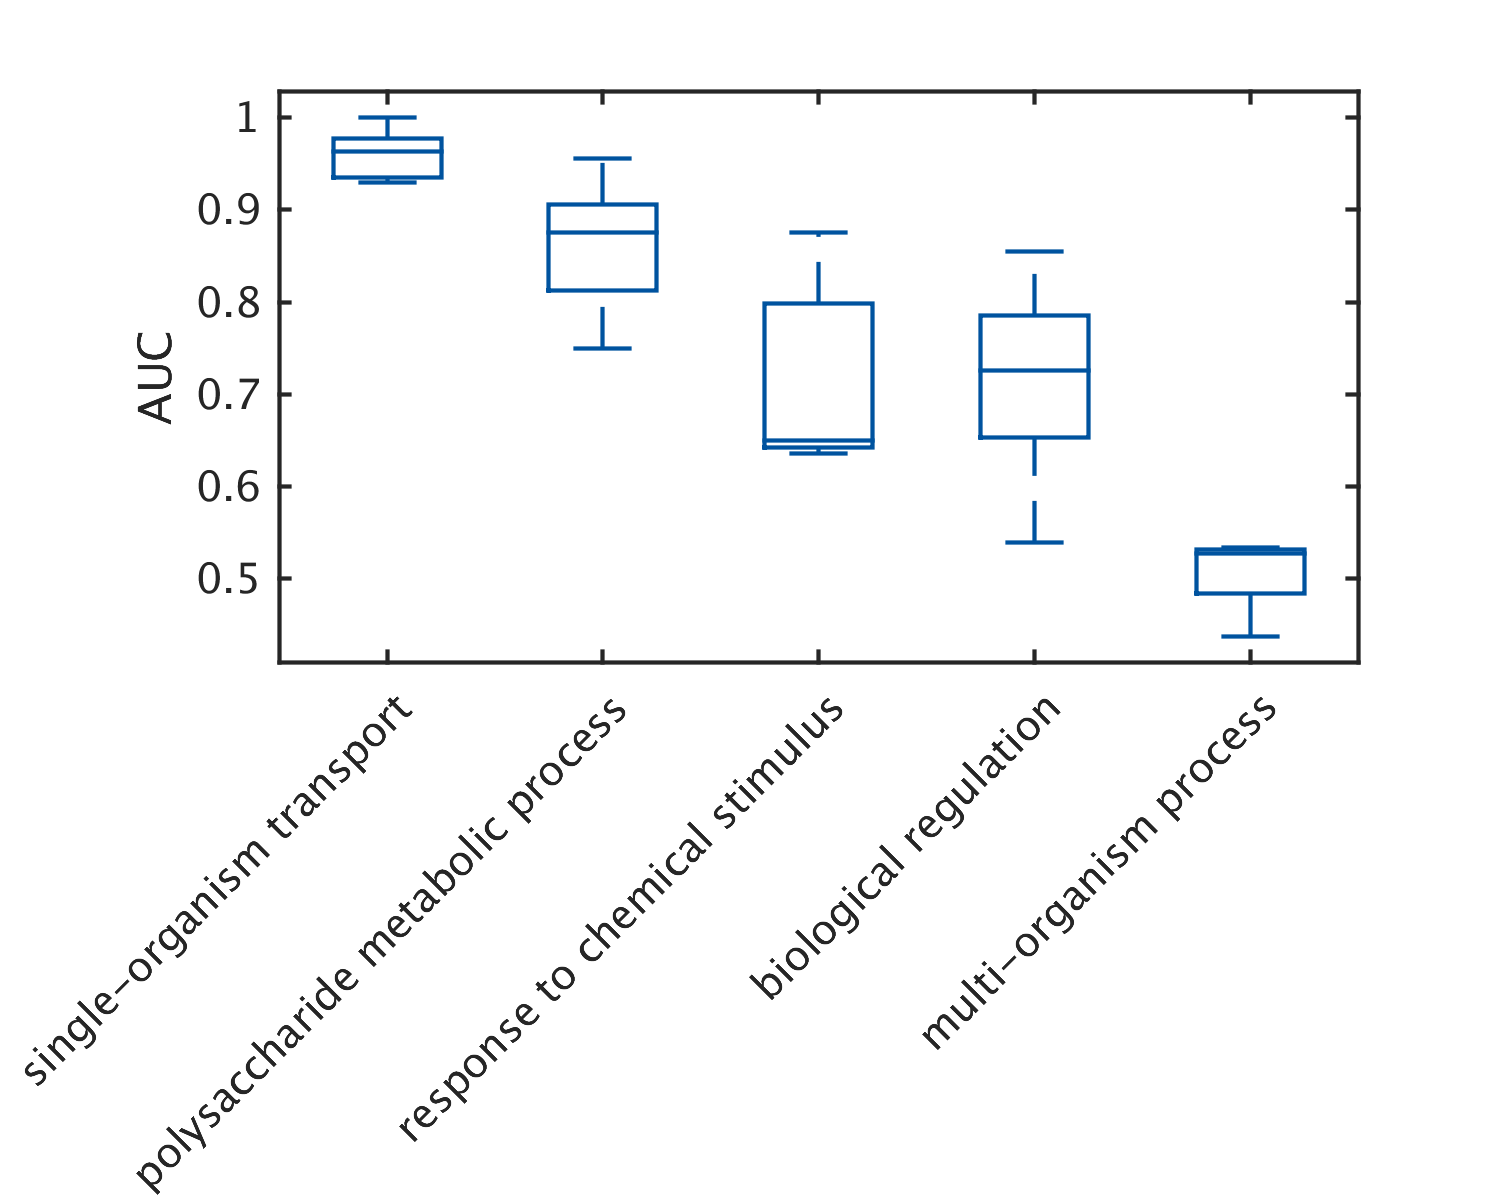 1
0.9
0.8
0.7
0.6
0.5
AUC
single−organism transport
polysaccharide metabolic process
response to chemical stimulus
biological regulation
multi−organism process